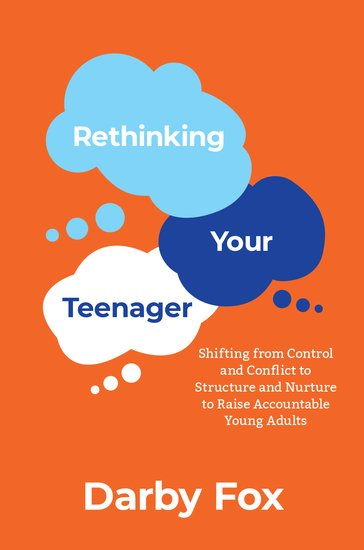 Rethinking
Your
Teenager
Shifting from Control
and Conflict to
Structure and Nurture
to Raise Accountable
Young Adults
Darby Fox